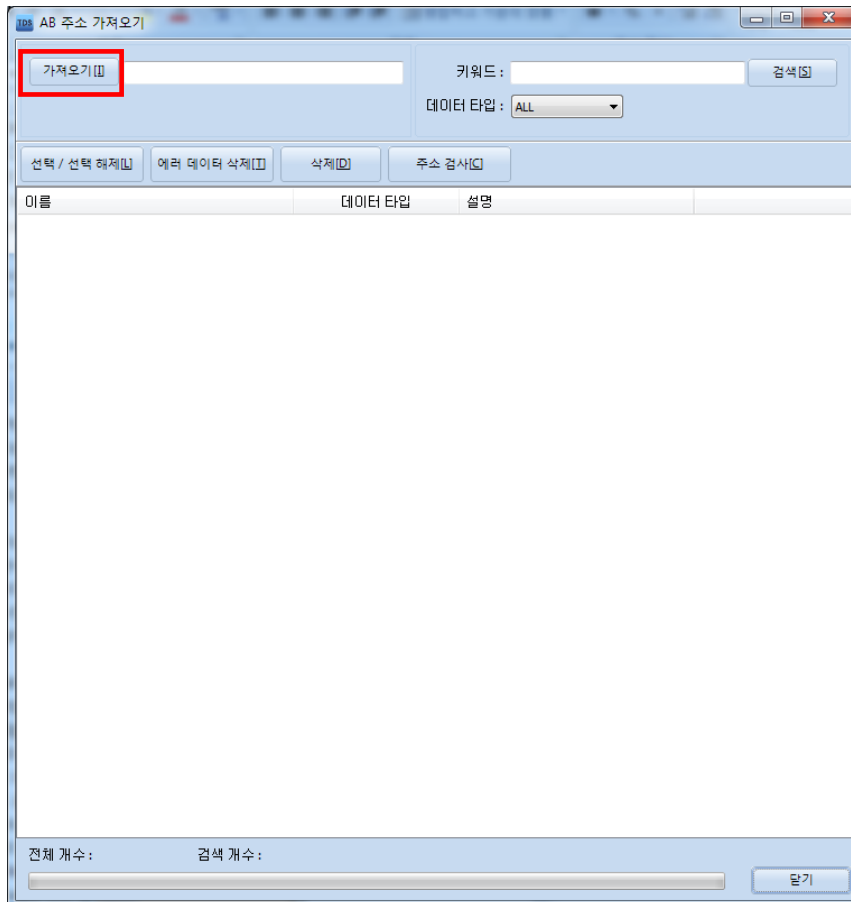 TDS AB 주소 가져오기
가져오기[I] 키워드 : 검색[S]
데이터 타입 : ALL
선택 / 선택 해제[L] 에러 데이터 삭제[T] 삭제[D] 주소 검사[C]
이름 데이터 타입 설명
전체 개수 : 검색 개수 :
닫기